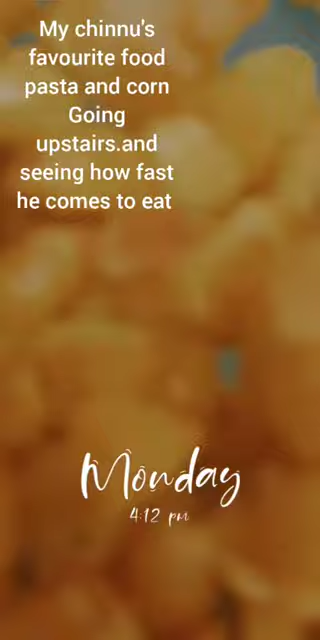 My chinnu's
favourite food
pasta and corn
Going
upstairs.and
seeing how fast
he comes to eat
Monday
4:12 pm